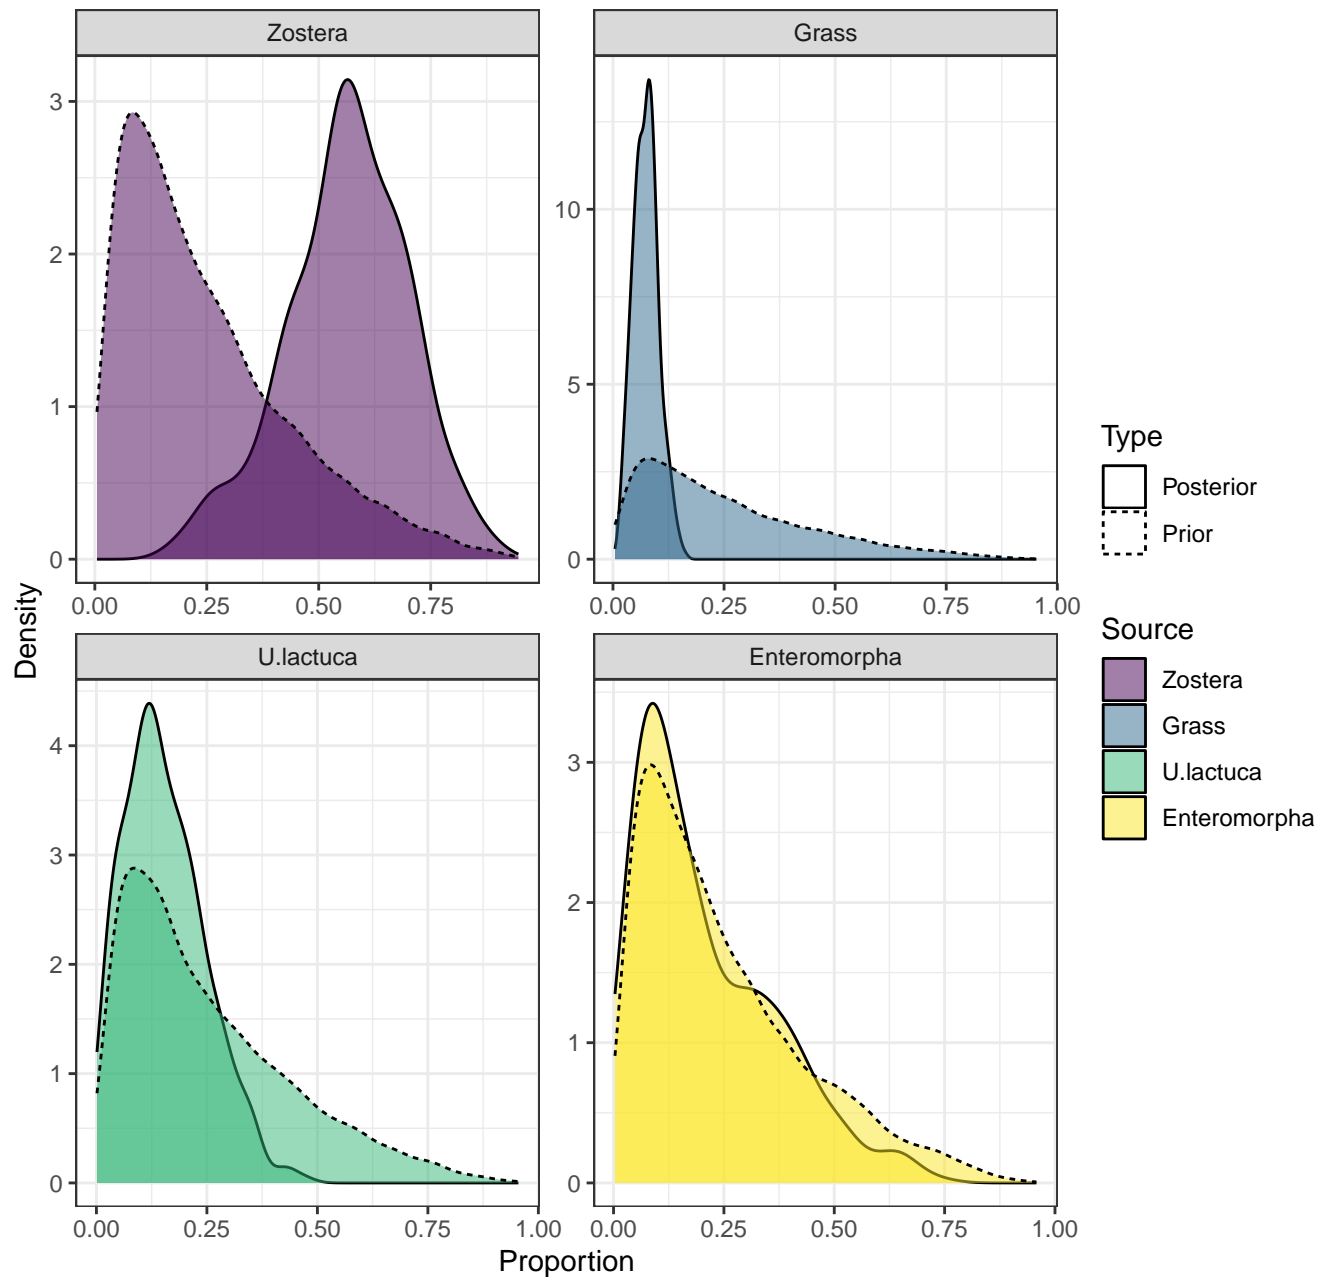 Zostera
Grass
3
2
1
0
10
5
0
0.00 0.25 0.50 0.75
0.00 0.25 0.50 0.75 1.00
Density
U.lactuca
Enteromorpha
4
3
2
1
0
3
2
1
0
0.00 0.25 0.50 0.75 1.00
0.00 0.25 0.50 0.75 1.00
Proportion
Type
Posterior
Prior
Source
Zostera
Grass
U.lactuca
Enteromorpha